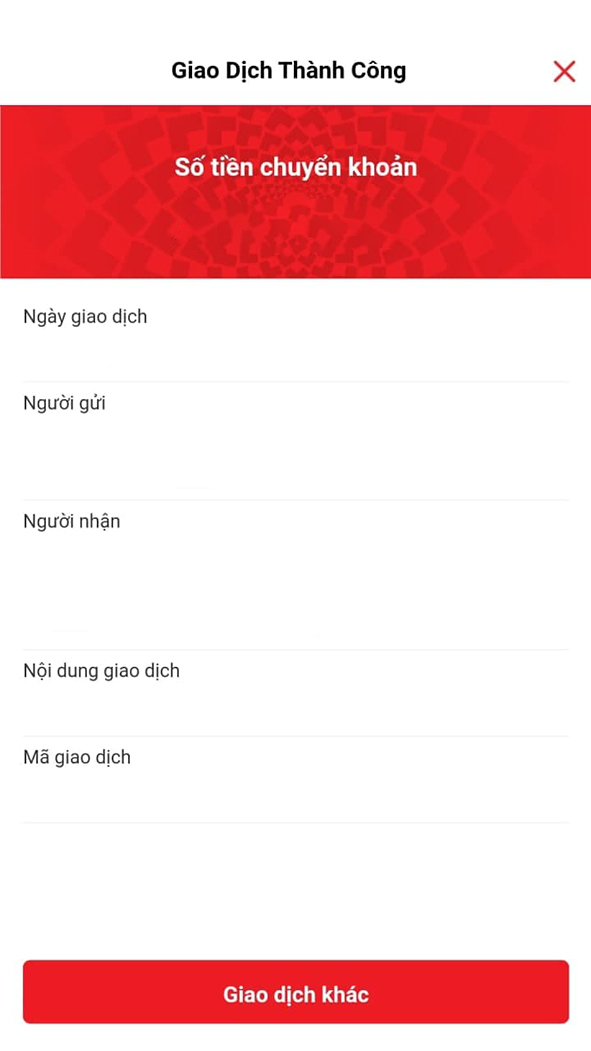 Giao Dịch Thành Công
Số tiền chuyển khoản
Ngày giao dịch
Người gửi
Người nhận
Nội dung giao dịch
Mã giao dịch
Giao dịch khác